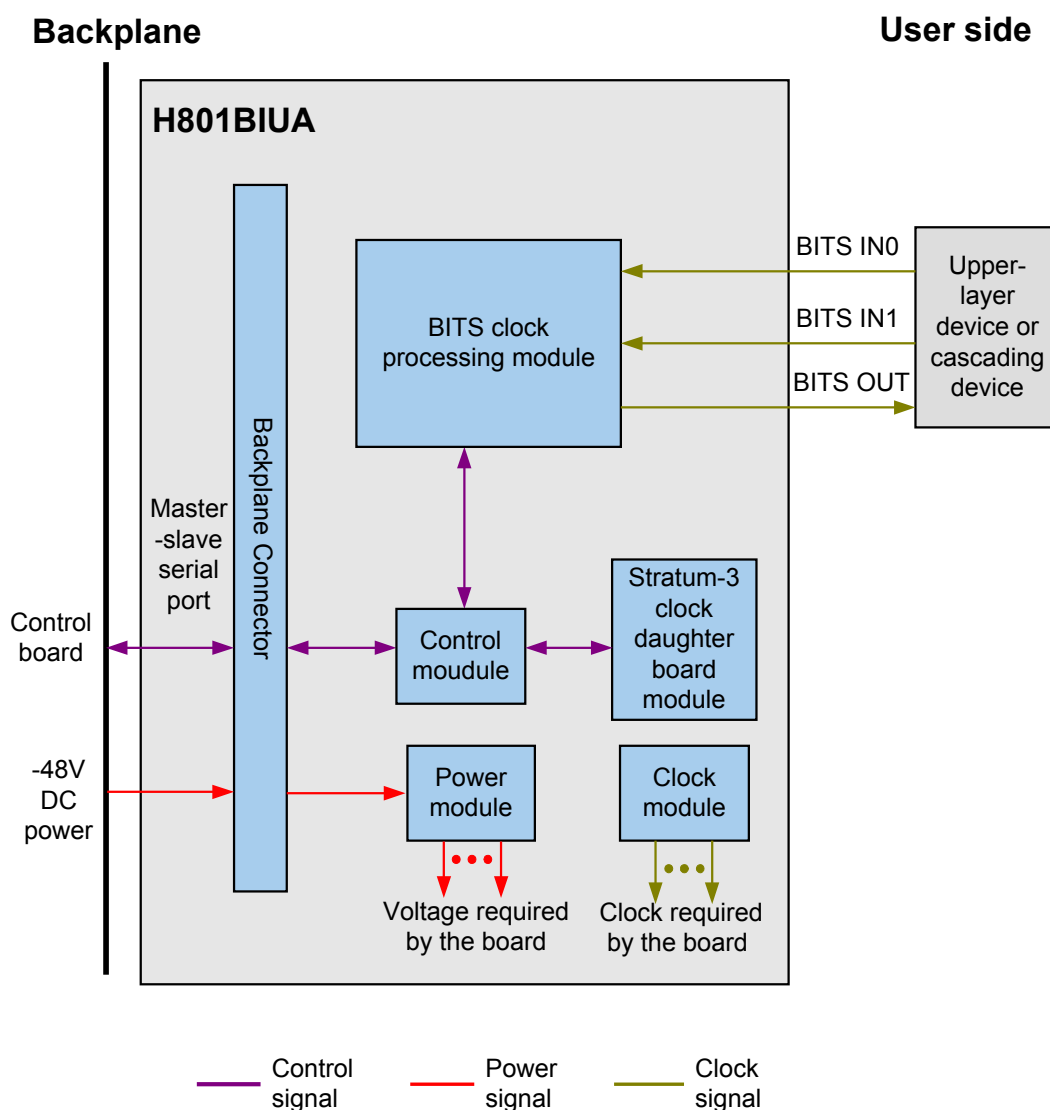 Backplane
User side
H801BIUA
BITS IN0
BITS IN1
BITS OUT
Upper-
layer
device or
cascading
device
BITS clock
processing module
Backplane Connector
Master
-slave
serial
port
Control
board
Control
moudule
Stratum-3
clock
daughter
board
module
-48V
DC
power
Power
module
Clock
module
Voltage required
by the board
Clock required
by the board
Control
signal
Power
signal
Clock
signal